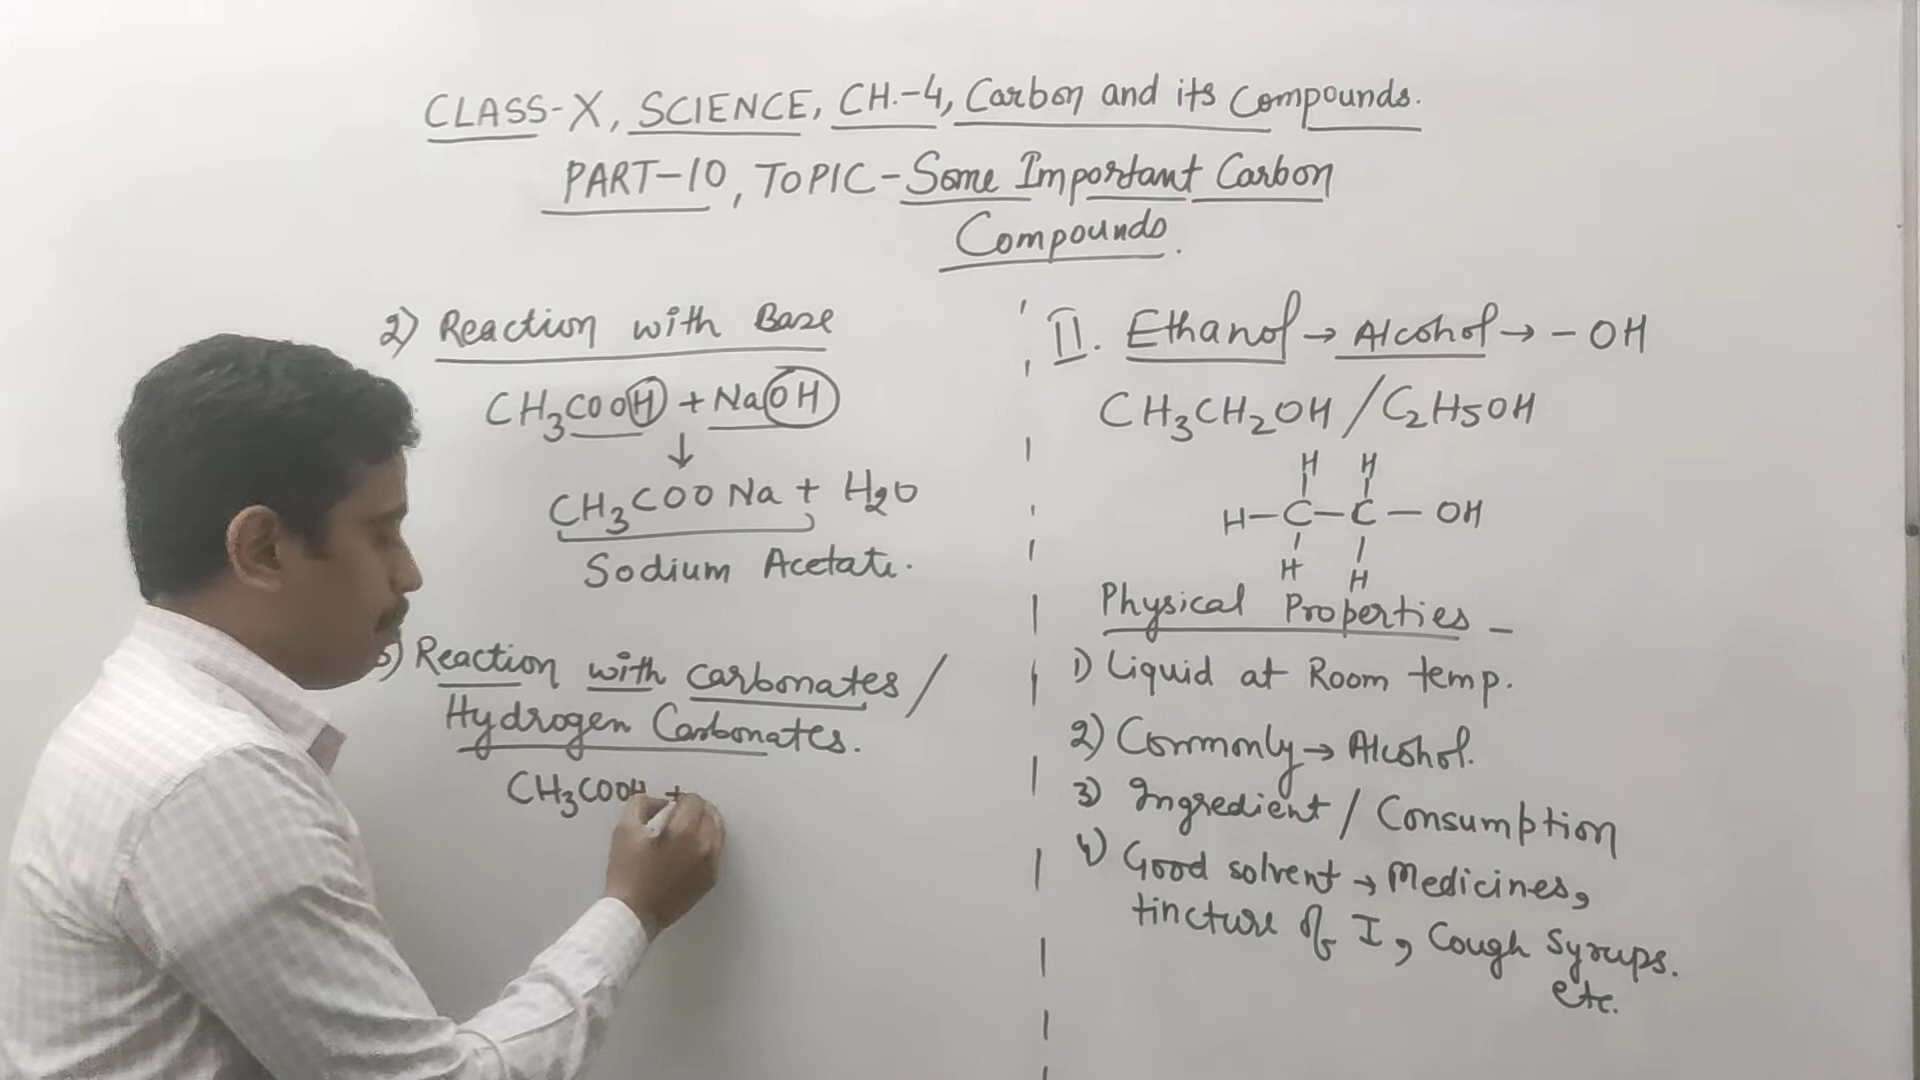 CLASS-X, SCIENCE, CH.-4, Carbon and its Compounds.
PART-10, TOPIC-Some Important Carbon
Compounds.
2) Reaction with Base
CH₃COOH + NaOH
↓
CH₃COONa + H₂O
Sodium Acetate.
3) Reaction with carbonates/
Hydrogen Carbonates.
CH₃COOH +
II. Ethanol → Alcohol → -OH
CH₃CH₂OH / C₂H₅OH
H H
H-C-C-OH
H H
Physical Properties -
1) Liquid at Room temp.
2) Commonly → Alcohol.
3) Ingredient / Consumption
4) Good solvent → Medicines,
tincture of I, Cough Syrups.
etc.